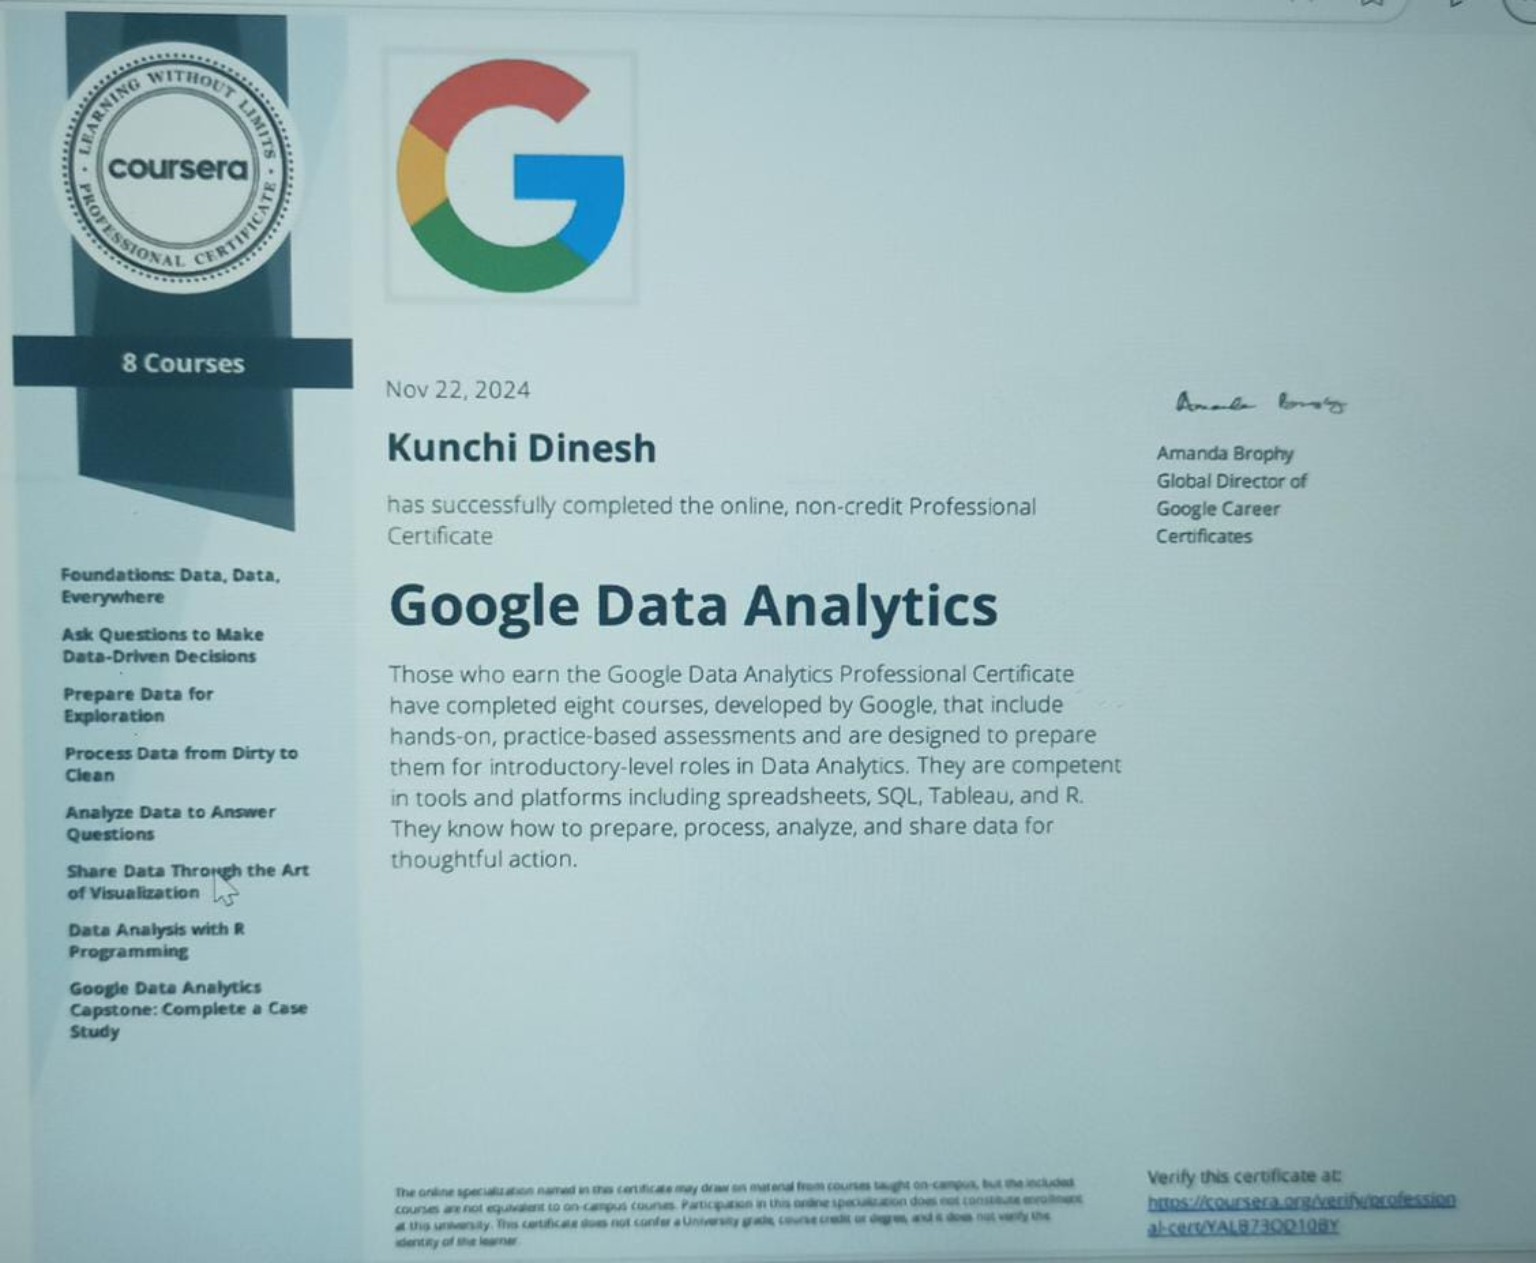 LEARNING WITHOUT LIMITS
coursera
PROFESSIONAL CERTIFICATE
8 Courses
Foundations: Data, Data,
Everywhere
Ask Questions to Make
Data-Driven Decisions
Prepare Data for
Exploration
Process Data from Dirty to
Clean
Analyze Data to Answer
Questions
Share Data Through the Art
of Visualization
Data Analysis with R
Programming
Google Data Analytics
Capstone: Complete a Case
Study
Nov 22, 2024
Kunchi Dinesh
has successfully completed the online, non-credit Professional
Certificate
Google Data Analytics
Those who earn the Google Data Analytics Professional Certificate
have completed eight courses, developed by Google, that include
hands-on, practice-based assessments and are designed to prepare
them for introductory-level roles in Data Analytics. They are competent
in tools and platforms including spreadsheets, SQL, Tableau, and R.
They know how to prepare, process, analyze, and share data for
thoughtful action.
Amanda Brophy
Amanda Brophy
Global Director of
Google Career
Certificates
The online specialization named in this certificate may draw on material from courses taught on-campus, but the included
courses are not equivalent to on-campus courses. Participation in this online specialization does not constitute enrollment
at this university. This certificate does not confer a University grade, course credit or degree, and it does not verify the
identity of the learner.
Verify this certificate at:
https://coursera.org/verify/profession
al-cert/